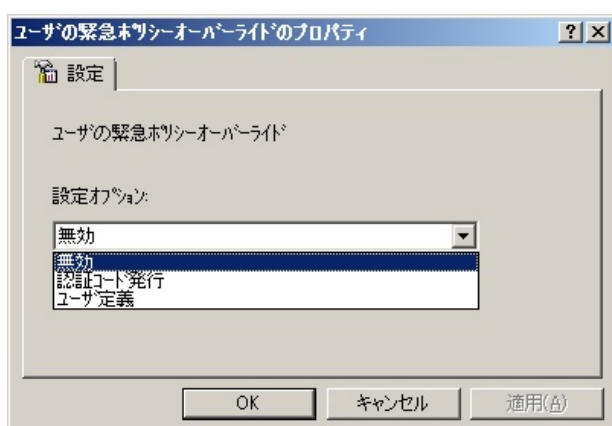 ユーザの緊急ポリシーオーバーライドのプロパティ
設定
ユーザの緊急ポリシーオーバーライド
設定オプション:
無効
無効
認証コード発行
ユーザ定義
OK キャンセル 適用(A)